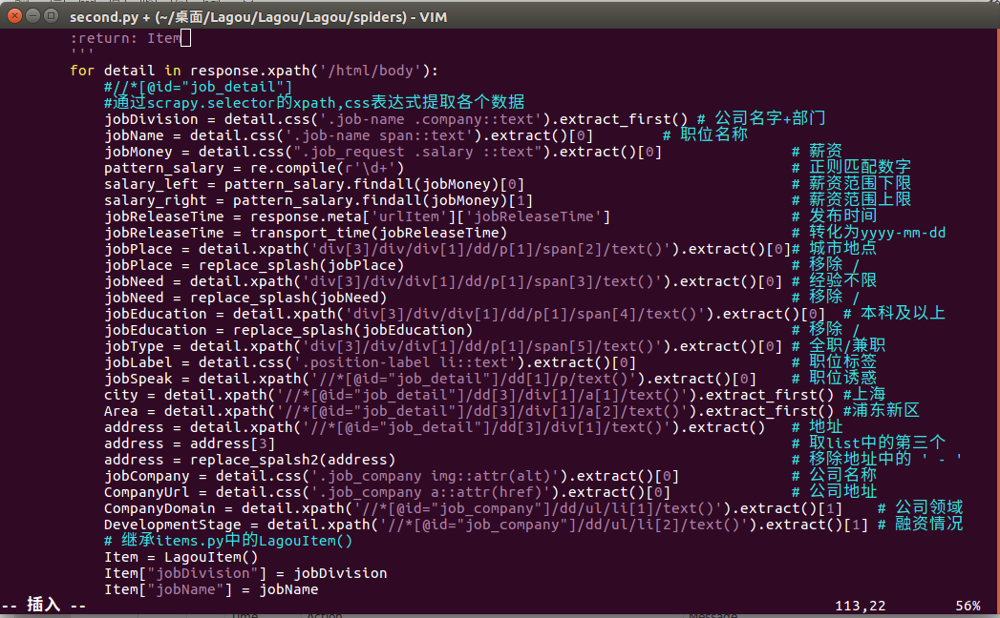 second.py + (~/桌面/Lagou/Lagou/Lagou/spiders) - VIM
:return: Item
'''
for detail in response.xpath('/html/body'):
#//*[@id="job_detail"]
#通过scrapy.selector的xpath,css表达式提取各个数据
jobDivision = detail.css('.job-name .company::text').extract_first() # 公司名字+部门
jobName = detail.css('.job-name span::text').extract()[0] # 职位名称
jobMoney = detail.css(".job_request .salary ::text").extract()[0] # 薪资
pattern_salary = re.compile(r'\d+') # 正则匹配数字
salary_left = pattern_salary.findall(jobMoney)[0] # 薪资范围下限
salary_right = pattern_salary.findall(jobMoney)[1] # 薪资范围上限
jobReleaseTime = response.meta['urlItem']['jobReleaseTime'] # 发布时间
jobReleaseTime = transport_time(jobReleaseTime) # 转化为yyyy-mm-dd
jobPlace = detail.xpath('div[3]/div/div[1]/dd/p[1]/span[2]/text()').extract()[0]# 城市地点
jobPlace = replace_splash(jobPlace) # 移除 /
jobNeed = detail.xpath('div[3]/div/div[1]/dd/p[1]/span[3]/text()').extract()[0] # 经验不限
jobNeed = replace_splash(jobNeed) # 移除 /
jobEducation = detail.xpath('div[3]/div/div[1]/dd/p[1]/span[4]/text()').extract()[0] # 本科及以上
jobEducation = replace_splash(jobEducation) # 移除 /
jobType = detail.xpath('div[3]/div/div[1]/dd/p[1]/span[5]/text()').extract()[0] # 全职/兼职
jobLabel = detail.css('.position-label li::text').extract()[0] # 职位标签
jobSpeak = detail.xpath('//*[@id="job_detail"]/dd[1]/p/text()').extract()[0] # 职位诱惑
city = detail.xpath('//*[@id="job_detail"]/dd[3]/div[1]/a[1]/text()').extract_first() #上海
Area = detail.xpath('//*[@id="job_detail"]/dd[3]/div[1]/a[2]/text()').extract_first() #浦东新区
address = detail.xpath('//*[@id="job_detail"]/dd[3]/div[1]/text()').extract() # 地址
address = address[3] # 取list中的第三个
address = replace_spalsh2(address) # 移除地址中的 ' - '
jobCompany = detail.css('.job_company img::attr(alt)').extract()[0] # 公司名称
CompanyUrl = detail.css('.job_company a::attr(href)').extract()[0] # 公司地址
CompanyDomain = detail.xpath('//*[@id="job_company"]/dd/ul/li[1]/text()').extract()[1] # 公司领域
DevelopmentStage = detail.xpath('//*[@id="job_company"]/dd/ul/li[2]/text()').extract()[1] # 融资情况
# 继承items.py中的LagouItem()
Item = LagouItem()
Item["jobDivision"] = jobDivision
Item["jobName"] = jobName
-- 插入 -- 113,22 56%